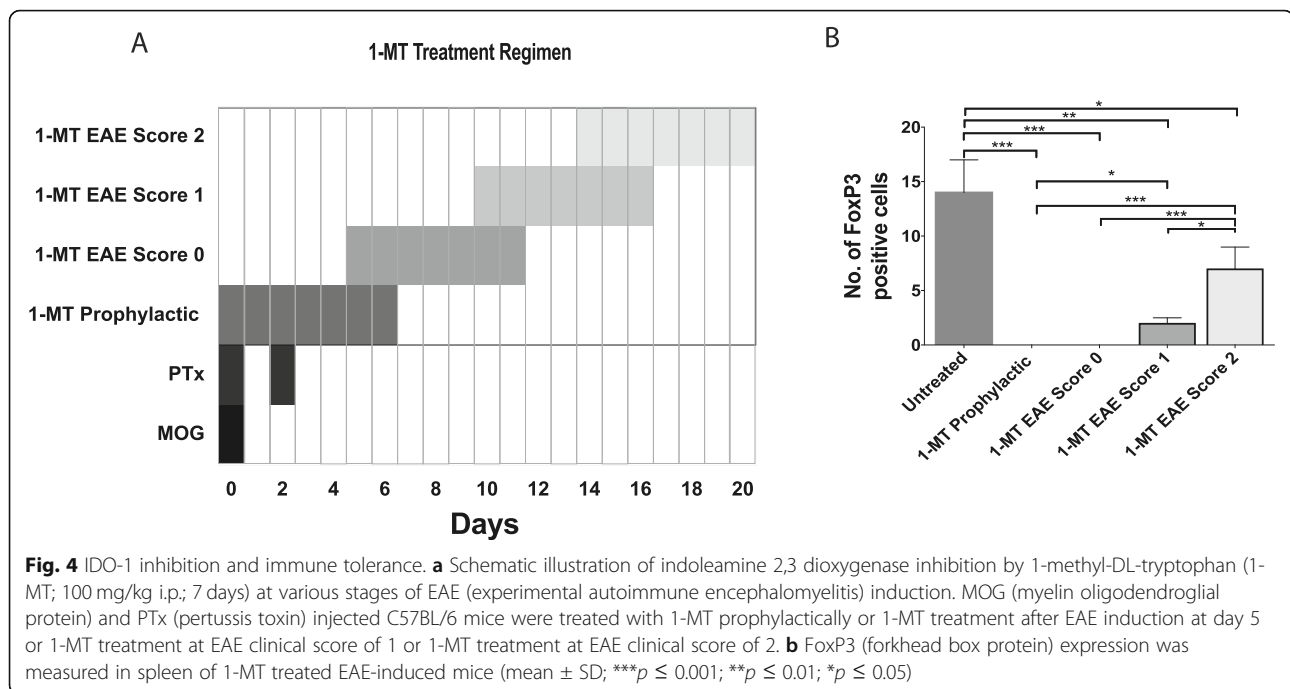 A
1-MT Treatment Regimen
1-MT EAE Score 2
1-MT EAE Score 1
1-MT EAE Score 0
1-MT Prophylactic
PTx
MOG
0 2 4 6 8 10 12 14 16 18 20
Days
B
*
**
***
***
*
***
***
*
No. of FoxP3
positive cells
20
15
10
5
0
Untreated
1-MT Prophylactic
1-MT EAE Score 0
1-MT EAE Score 1
1-MT EAE Score 2
Fig. 4 IDO-1 inhibition and immune tolerance. a Schematic illustration of indoleamine 2,3 dioxygenase inhibition by 1-methyl-DL-tryptophan (1-
MT; 100 mg/kg i.p.; 7 days) at various stages of EAE (experimental autoimmune encephalomyelitis) induction. MOG (myelin oligodendroglial
protein) and PTx (pertussis toxin) injected C57BL/6 mice were treated with 1-MT prophylactically or 1-MT treatment after EAE induction at day 5
or 1-MT treatment at EAE clinical score of 1 or 1-MT treatment at EAE clinical score of 2. b FoxP3 (forkhead box protein) expression was
measured in spleen of 1-MT treated EAE-induced mice (mean ± SD; ***p ≤ 0.001; **p ≤ 0.01; *p ≤ 0.05)